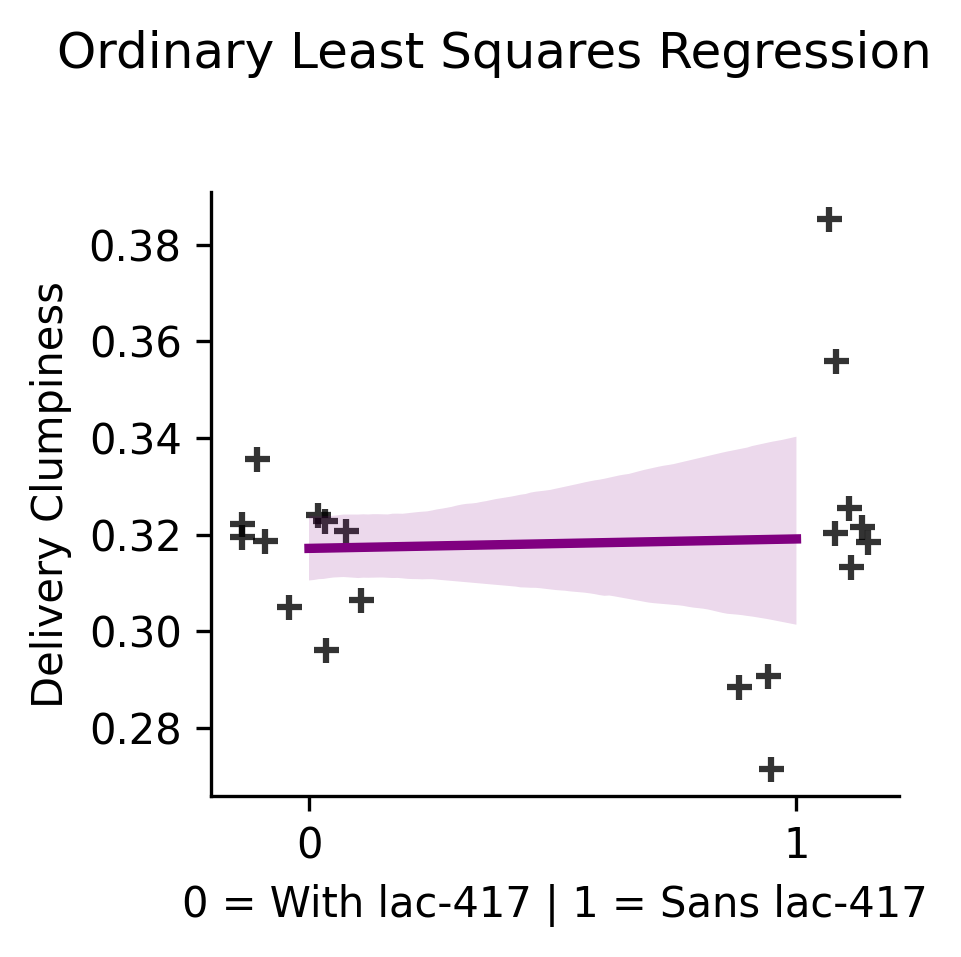 Ordinary Least Squares Regression
Delivery Clumpiness
0.38
0.36
0.34
0.32
0.30
0.28
0
1
0 = With lac-417 | 1 = Sans lac-417